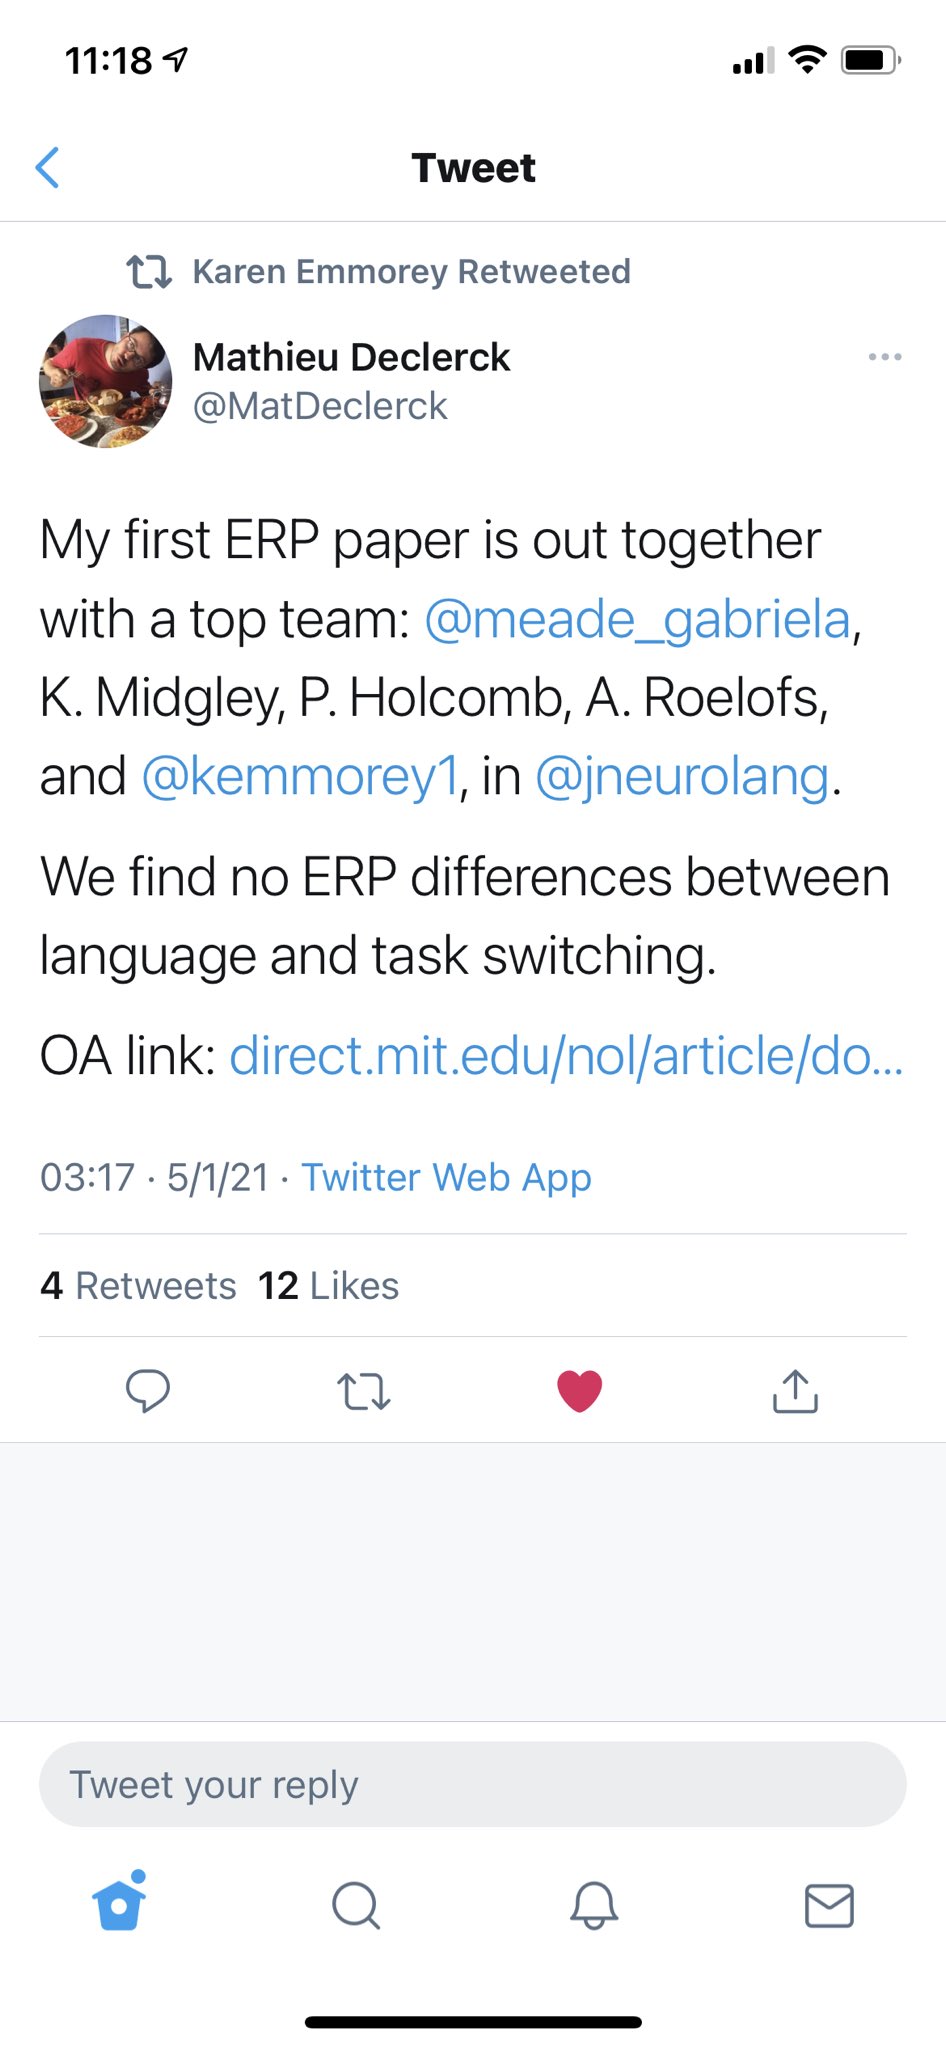 11:18
Tweet
Karen Emmorey Retweeted
Mathieu Declerck
@MatDeclerck
My first ERP paper is out together
with a top team: @meade_gabriela,
K. Midgley, P. Holcomb, A. Roelofs,
and @kemmorey1, in @jneurolang.
We find no ERP differences between
language and task switching.
OA link: direct.mit.edu/nol/article/do...
03:17 · 5/1/21 · Twitter Web App
4 Retweets 12 Likes
Tweet your reply